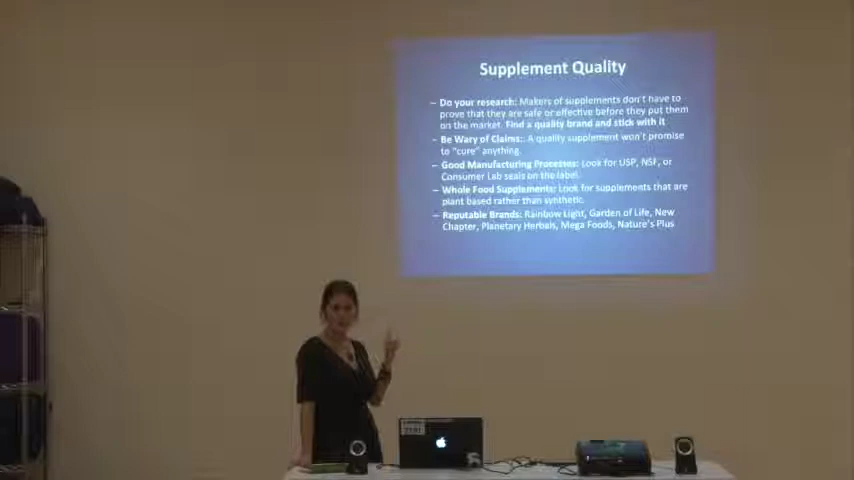 Supplement Quality
– Do your research: Makers of supplements don't have to
prove that they are safe or effective before they put them
on the market. Find a quality brand and stick with it
– Be Wary of Claims:: A quality supplement won't promise
to "cure" anything.
– Good Manufacturing Processes: Look for USP, NSF, or
Consumer Lab seals on the label.
– Whole Food Supplements: Look for supplements that are
plant based rather than synthetic.
– Reputable Brands: Rainbow Light, Garden of Life, New
Chapter, Planetary Herbals, Mega Foods, Nature's Plus